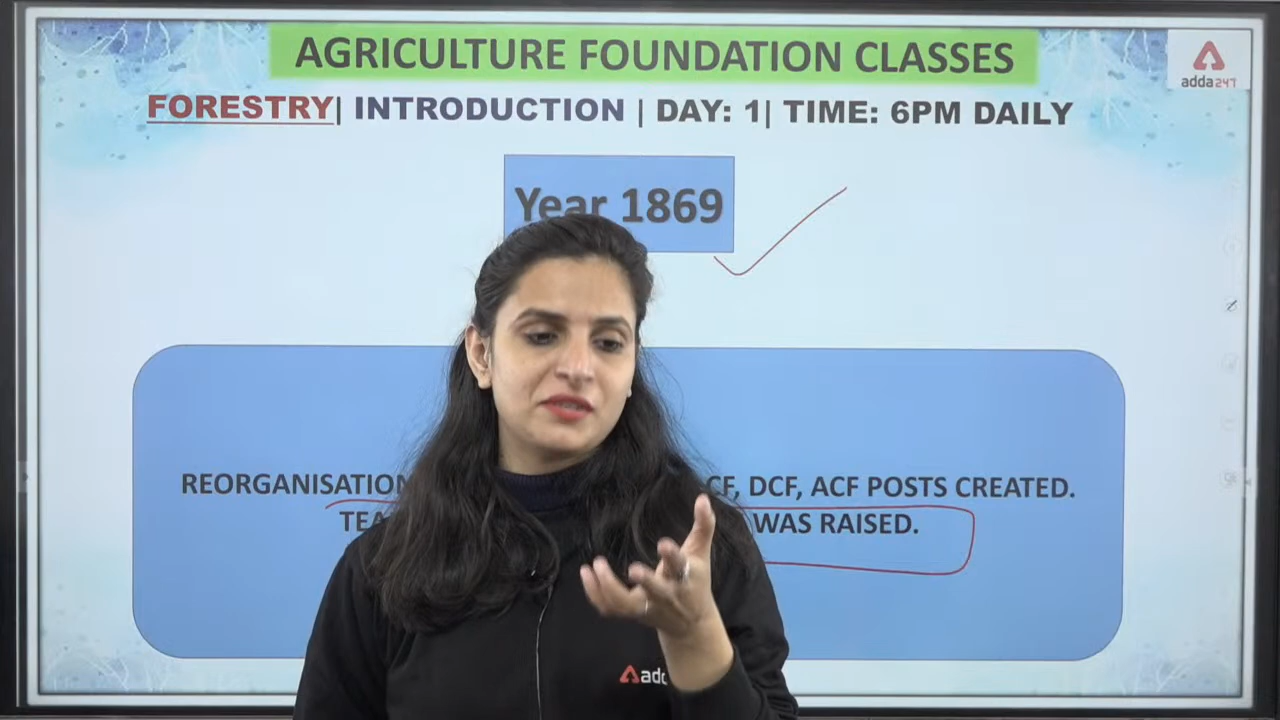 AGRICULTURE FOUNDATION CLASSES
adda247
FORESTRY| INTRODUCTION | DAY: 1| TIME: 6PM DAILY
Year 1869
REORGANISATION CF, DCF, ACF POSTS CREATED.
WAS RAISED.